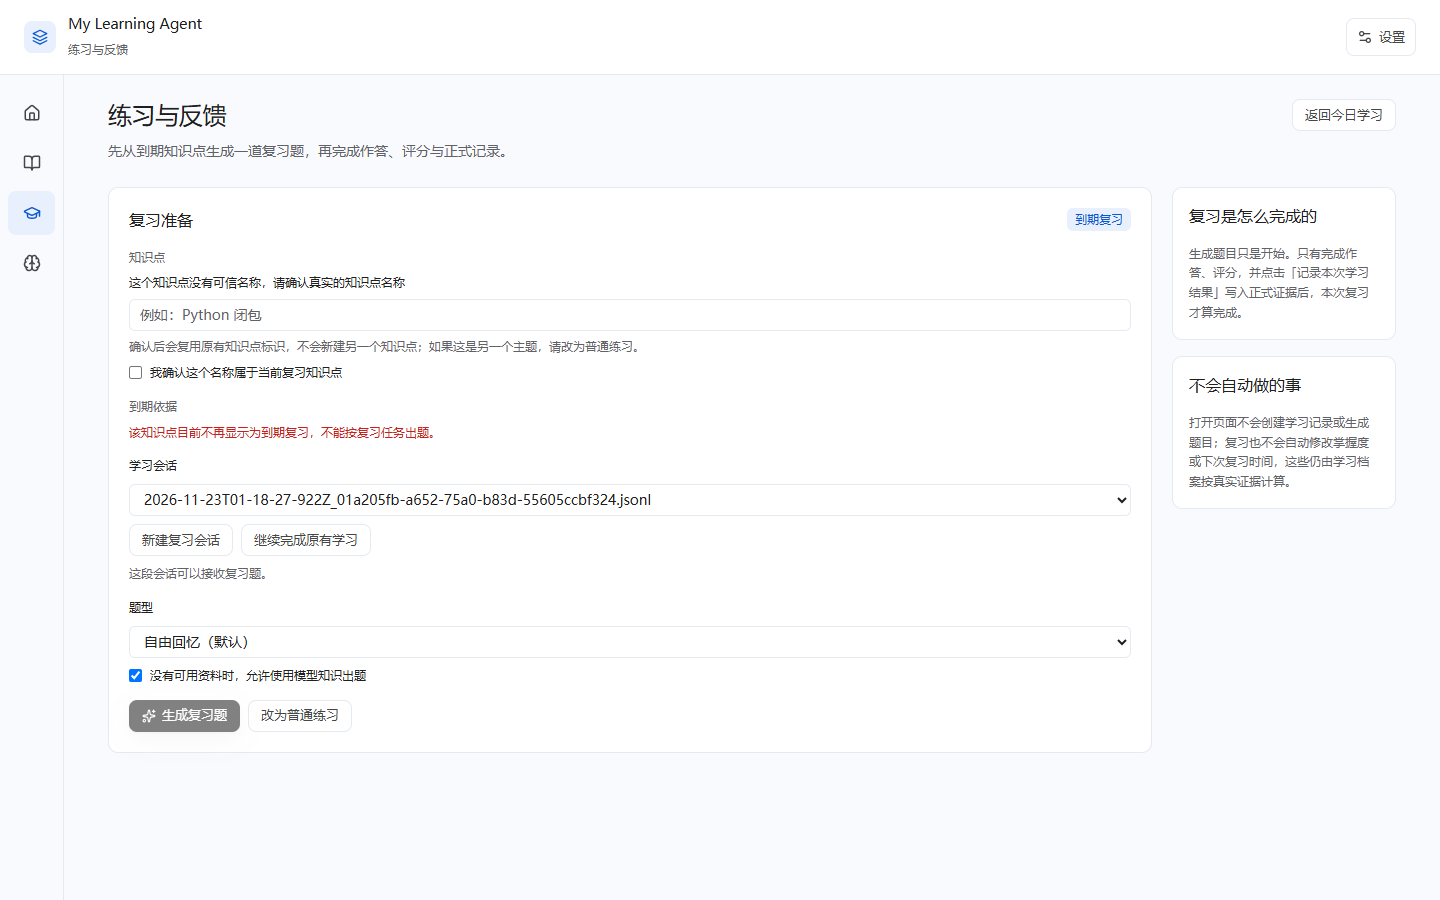 My Learning Agent
练习与反馈
设置
练习与反馈
返回今日学习
先从到期知识点生成一道复习题，再完成作答、评分与正式记录。
复习准备
到期复习
知识点
这个知识点没有可信名称，请确认真实的知识点名称
例如：Python 闭包
确认后会复用原有知识点标识，不会新建另一个知识点；如果这是另一个主题，请改为普通练习。
我确认这个名称属于当前复习知识点
到期依据
该知识点目前不再显示为到期复习，不能按复习任务出题。
学习会话
2026-11-23T01-18-27-922Z_01a205fb-a652-75a0-b83d-55605ccbf324.jsonl
新建复习会话
继续完成原有学习
这段会话可以接收复习题。
题型
自由回忆（默认）
没有可用资料时，允许使用模型知识出题
生成复习题
改为普通练习
复习是怎么完成的
生成题目只是开始。只有完成作
答、评分，并点击「记录本次学习
结果」写入正式证据后，本次复习
才算完成。
不会自动做的事
打开页面不会创建学习记录或生成
题目；复习也不会自动修改掌握度
或下次复习时间，这些仍由学习档
案按真实证据计算。